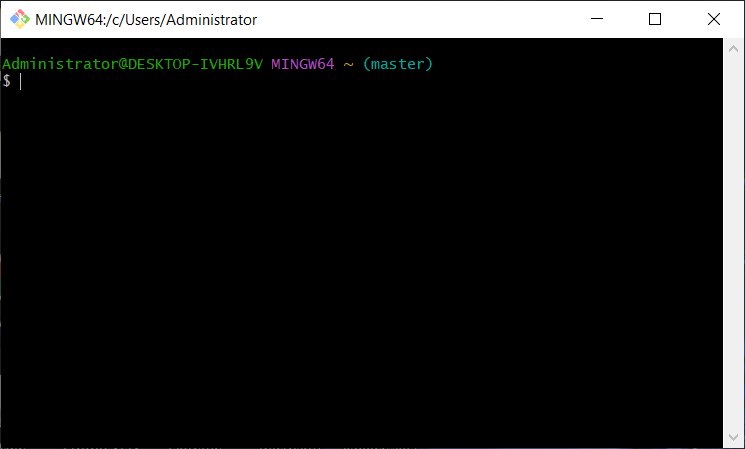 MINGW64:/c/Users/Administrator
Administrator@DESKTOP-IVHRL9V MINGW64 ~ (master)
$